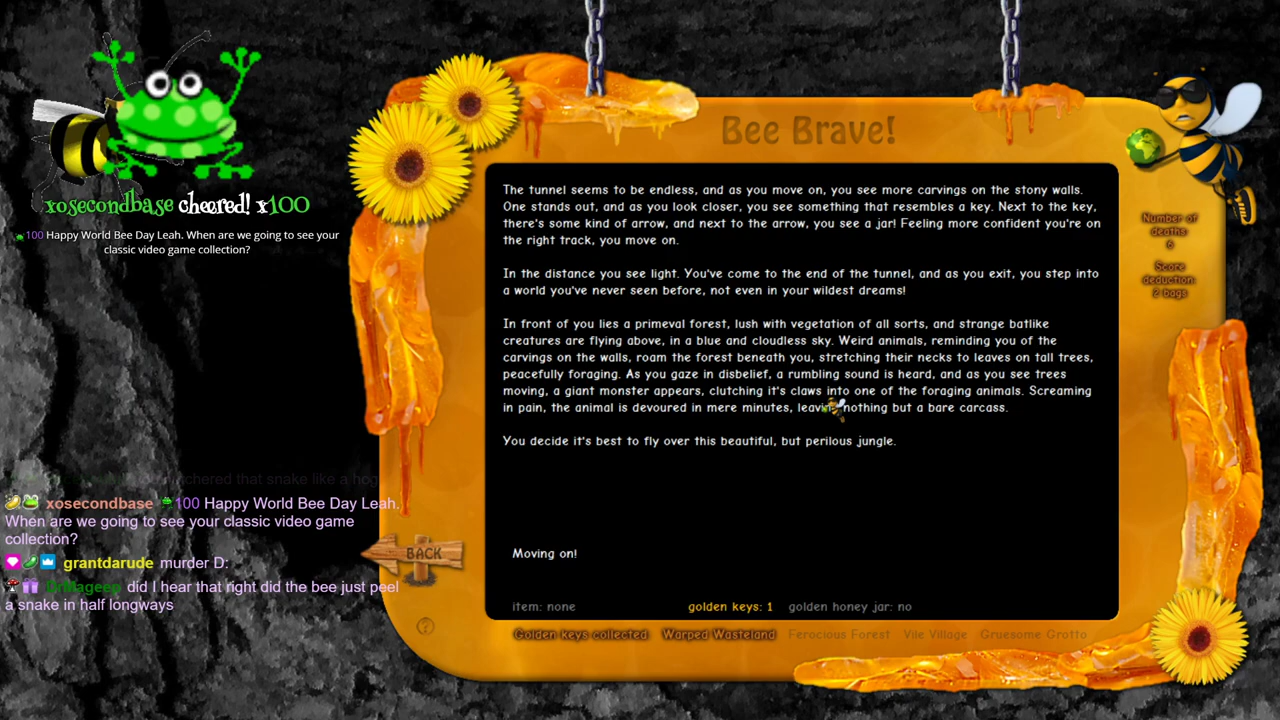 xosecondbase cheered! x100
100 Happy World Bee Day Leah. When are we going to see your
classic video game collection?
Bee Brave!
The tunnel seems to be endless, and as you move on, you see more carvings on the stony walls.
One stands out, and as you look closer, you see something that resembles a key. Next to the key,
there's some kind of arrow, and next to the arrow, you see a jar! Feeling more confident you're on
the right track, you move on.
In the distance you see light. You've come to the end of the tunnel, and as you exit, you step into
a world you've never seen before, not even in your wildest dreams!
In front of you lies a primeval forest, lush with vegetation of all sorts, and strange batlike
creatures are flying above, in a blue and cloudless sky. Weird animals, reminding you of the
carvings on the walls, roam the forest beneath you, stretching their necks to leaves on tall trees,
peacefully foraging. As you gaze in disbelief, a rumbling sound is heard, and as you see trees
moving, a giant monster appears, clutching it's claws into one of the foraging animals. Screaming
in pain, the animal is devoured in mere minutes, leaving nothing but a bare carcass.
You decide it's best to fly over this beautiful, but perilous jungle.
Moving on!
item: none
golden keys: 1
golden honey jar: no
Golden keys collected
Warped Wasteland
Ferocious Forest
Vile Village
Gruesome Grotto
Number of
deaths:
6
Score
deduction:
2 bags
BACK
?
chered that snake like a hog
xosecondbase 100 Happy World Bee Day Leah.
When are we going to see your classic video game
collection?
grantdarude murder D:
DrMageep did I hear that right did the bee just peel
a snake in half longways